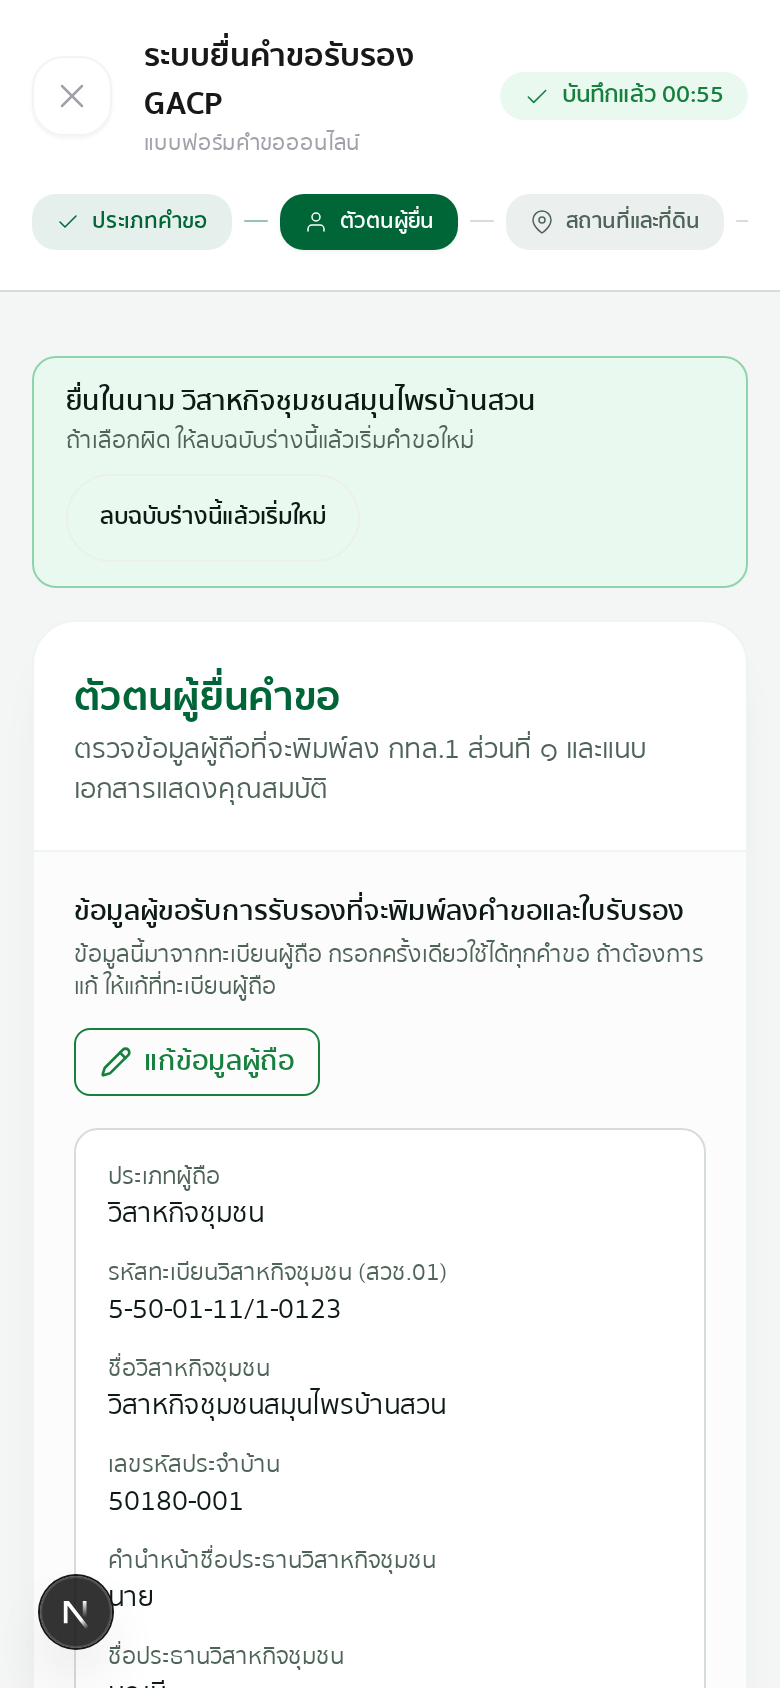 ระบบยื่นคำขอรับรอง
GACP
แบบฟอร์มคำขอออนไลน์
บันทึกแล้ว 00:55
ประเภทคำขอ
ตัวตนผู้ยื่น
สถานที่และที่ดิน
ยื่นในนาม วิสาหกิจชุมชนสมุนไพรบ้านสวน
ถ้าเลือกผิด ให้ลบฉบับร่างนี้แล้วเริ่มคำขอใหม่
ลบฉบับร่างนี้แล้วเริ่มใหม่
ตัวตนผู้ยื่นคำขอ
ตรวจข้อมูลผู้ถือที่จะพิมพ์ลง กทล.1 ส่วนที่ ๑ และแนบ
เอกสารแสดงคุณสมบัติ
ข้อมูลผู้ขอรับการรับรองที่จะพิมพ์ลงคำขอและใบรับรอง
ข้อมูลนี้มาจากทะเบียนผู้ถือ กรอกครั้งเดียวใช้ได้ทุกคำขอ ถ้าต้องการ
แก้ ให้แก้ที่ทะเบียนผู้ถือ
แก้ข้อมูลผู้ถือ
ประเภทผู้ถือ
วิสาหกิจชุมชน
รหัสทะเบียนวิสาหกิจชุมชน (สวช.01)
5-50-01-11/1-0123
ชื่อวิสาหกิจชุมชน
วิสาหกิจชุมชนสมุนไพรบ้านสวน
เลขรหัสประจำบ้าน
50180-001
คำนำหน้าชื่อประธานวิสาหกิจชุมชน
นาย
ชื่อประธานวิสาหกิจชุมชน